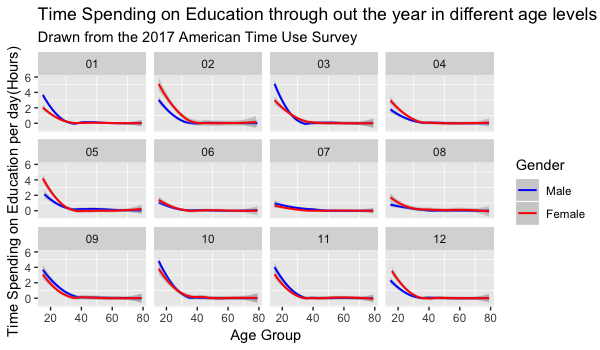 Time Spending on Education through out the year in different age levels
Drawn from the 2017 American Time Use Survey
Time Spending on Education per day(Hours)
01 02 03 04
6
4
2
0
05 06 07 08
6
4
2
0
09 10 11 12
6
4
2
0
20 40 60 80 20 40 60 80 20 40 60 80 20 40 60 80
Age Group
Gender
Male
Female